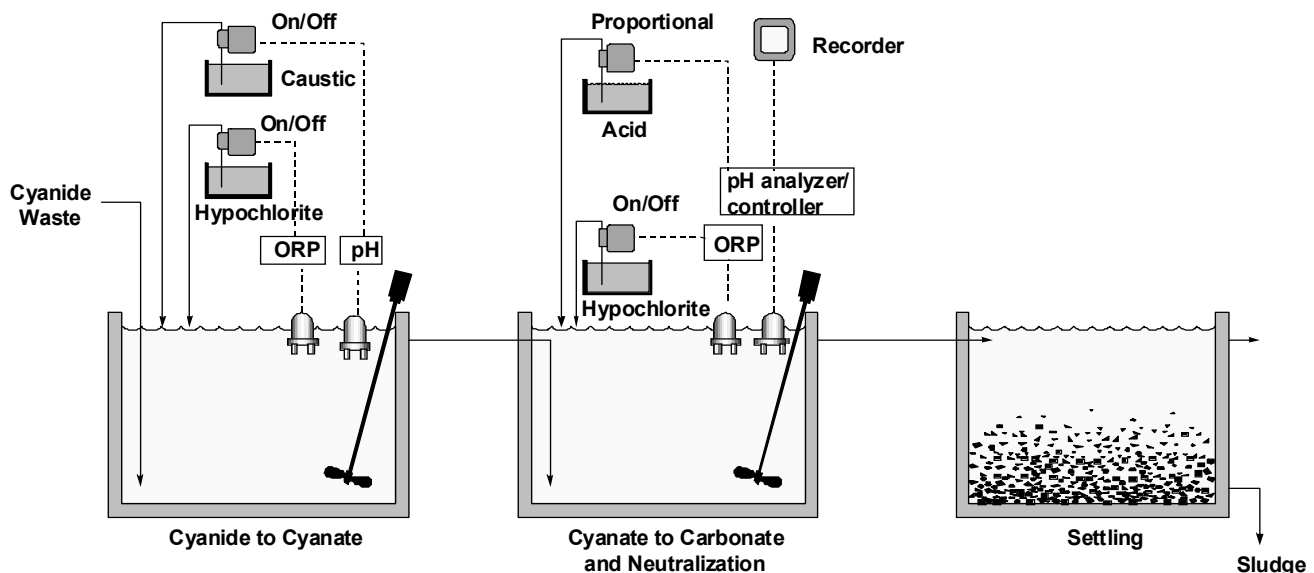 On/Off
Caustic
On/Off
Hypochlorite
Cyanide
Waste
ORP
pH
Cyanide to Cyanate
Proportional
Acid
Recorder
pH analyzer/
controller
On/Off
ORP
Hypochlorite
Cyanate to Carbonate
and Neutralization
Settling
Sludge